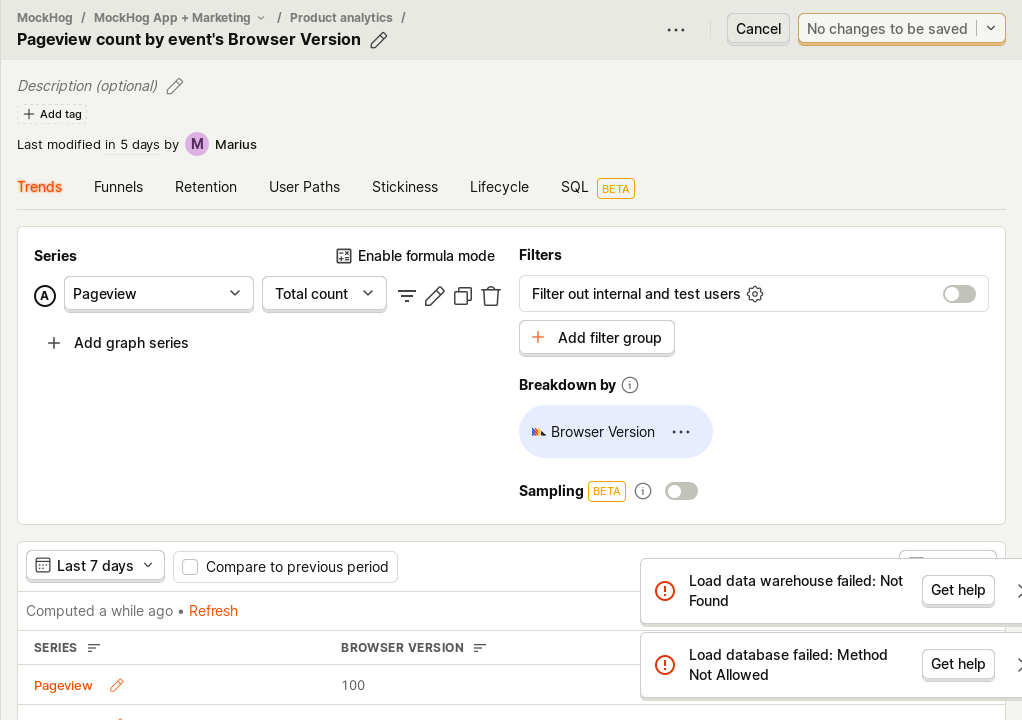 MockHog / MockHog App + Marketing / Product analytics /
Pageview count by event's Browser Version
Cancel
No changes to be saved
Description (optional)
Add tag
Last modified in 5 days by M Marius
Trends
Funnels
Retention
User Paths
Stickiness
Lifecycle
SQL BETA
Series
Enable formula mode
A
Pageview
Total count
Add graph series
Filters
Filter out internal and test users
Add filter group
Breakdown by
Browser Version
Sampling BETA
Last 7 days
Compare to previous period
Computed a while ago • Refresh
SERIES
BROWSER VERSION
Pageview
100
Load data warehouse failed: Not
Found
Get help
Load database failed: Method
Not Allowed
Get help